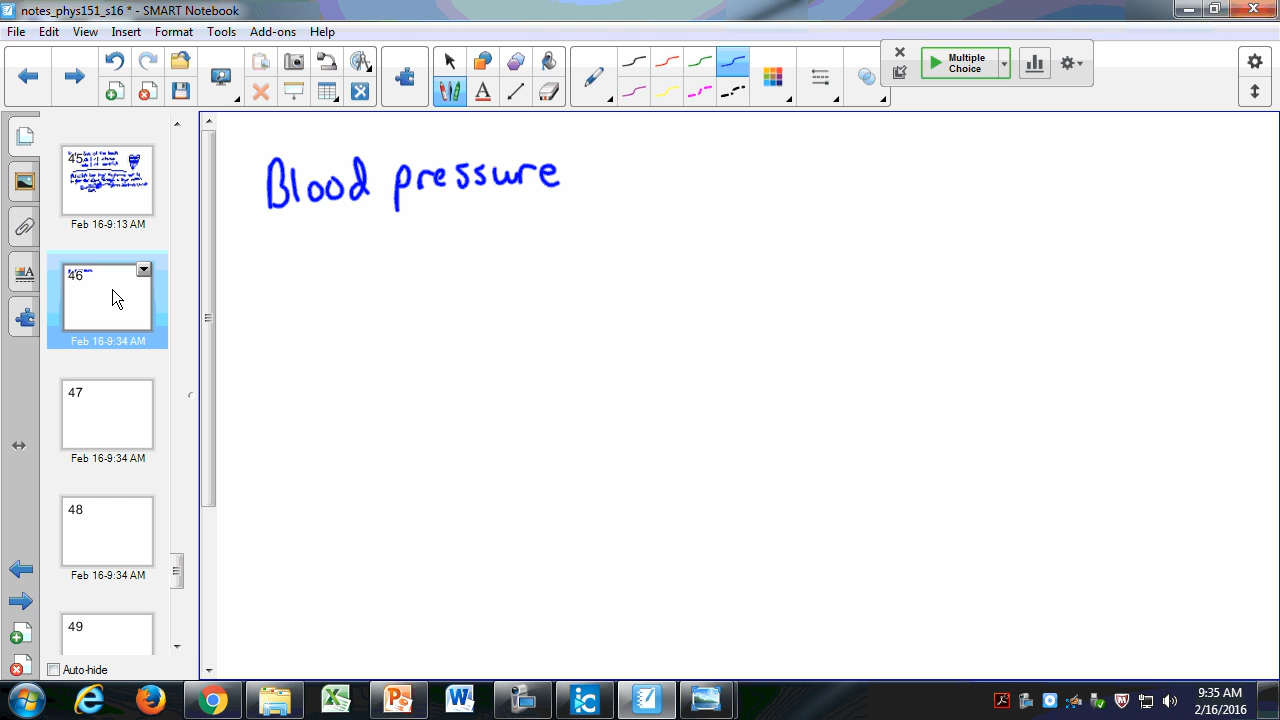 notes_phys151_s16 * - SMART Notebook
File Edit View Insert Format Tools Add-ons Help
Multiple
Choice
45
Feb 16-9:13 AM
46
Feb 16-9:34 AM
47
Feb 16-9:34 AM
48
Feb 16-9:34 AM
49
Auto-hide
Blood pressure
9:35 AM
2/16/2016